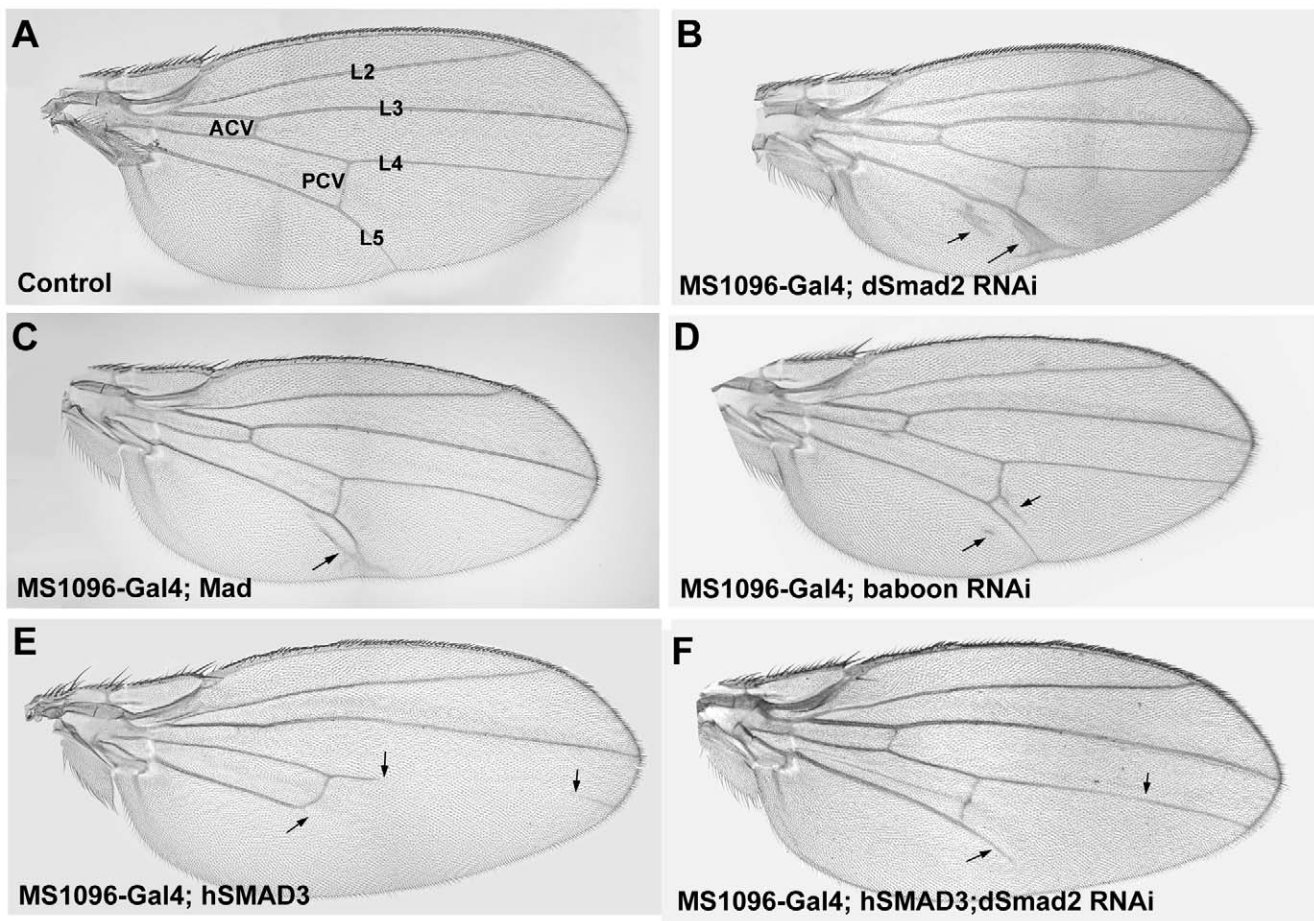 A
L2
L3
ACV
L4
PCV
L5
Control
B
MS1096-Gal4; dSmad2 RNAi
C
MS1096-Gal4; Mad
D
MS1096-Gal4; baboon RNAi
E
MS1096-Gal4; hSMAD3
F
MS1096-Gal4; hSMAD3;dSmad2 RNAi